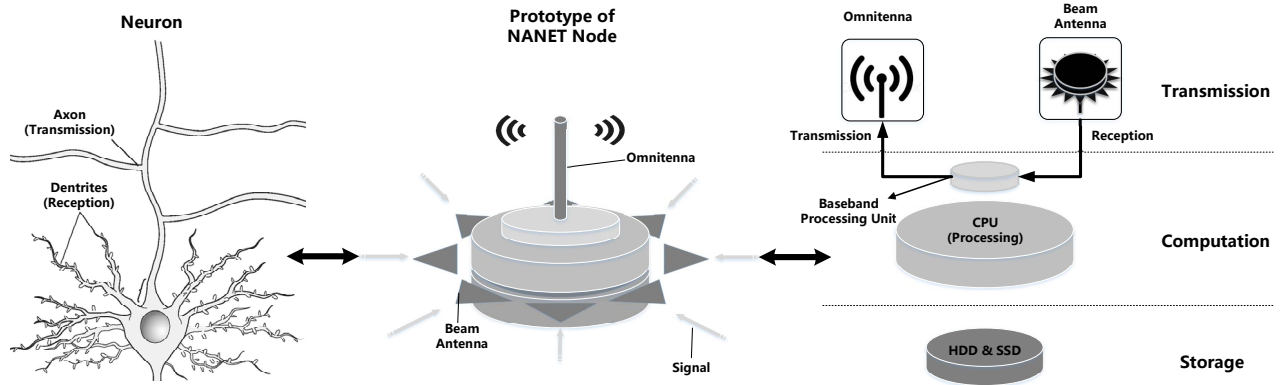 Neuron
Axon
(Transmission)
Dentrites
(Reception)
Prototype of
NANET Node
Omnitenna
Beam
Antenna
Signal
Omnitenna
Beam
Antenna
Transmission
Transmission
Reception
Baseband
Processing Unit
CPU
(Processing)
Computation
HDD & SSD
Storage